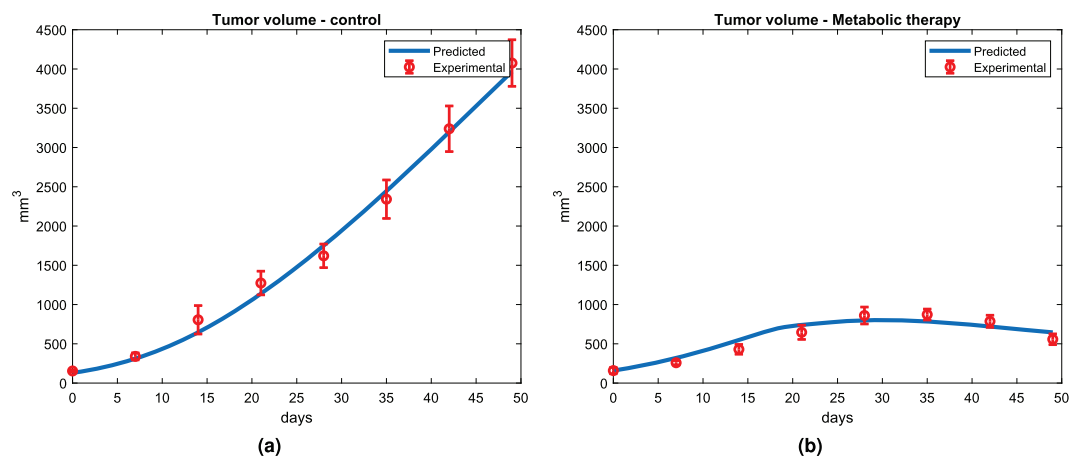 Tumor volume - control
4500
4000
3500
3000
2500
2000
1500
1000
500
0
mm3
0 5 10 15 20 25 30 35 40 45 50
days
Predicted
Experimental
(a)
Tumor volume - Metabolic therapy
4500
4000
3500
3000
2500
2000
1500
1000
500
0
mm3
0 5 10 15 20 25 30 35 40 45 50
days
Predicted
Experimental
(b)